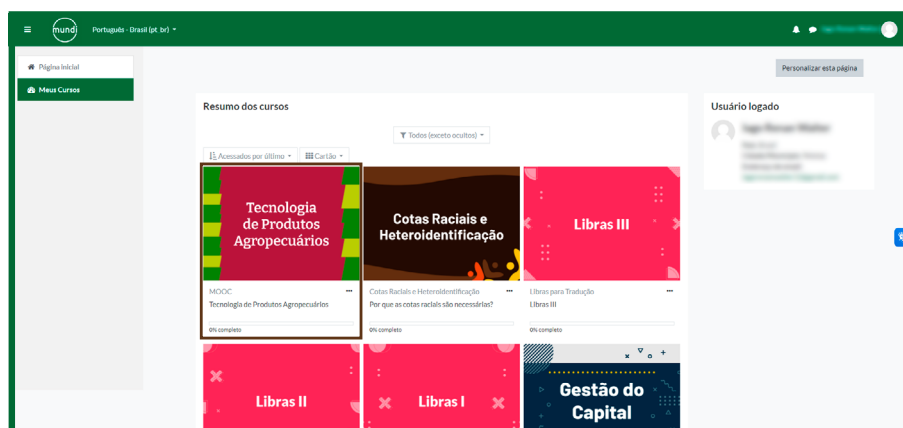 mundi
Português - Brasil (pt_br)
Página Inicial
Meus Cursos
Personalizar esta página
Resumo dos cursos
Todos (exceto ocultos)
Acessados por último
Cartão
Tecnologia
de Produtos
Agropecuários
MOOC
Tecnologia de Produtos Agropecuários
0% completo
Cotas Raciais e
Heteroidentificação
Cotas Raciais e Heteroidentificação
Por que as cotas raciais são necessárias?
0% completo
Libras III
Libras para Tradução
Libras III
0% completo
Libras II
Libras I
Gestão do
Capital
Usuário logado